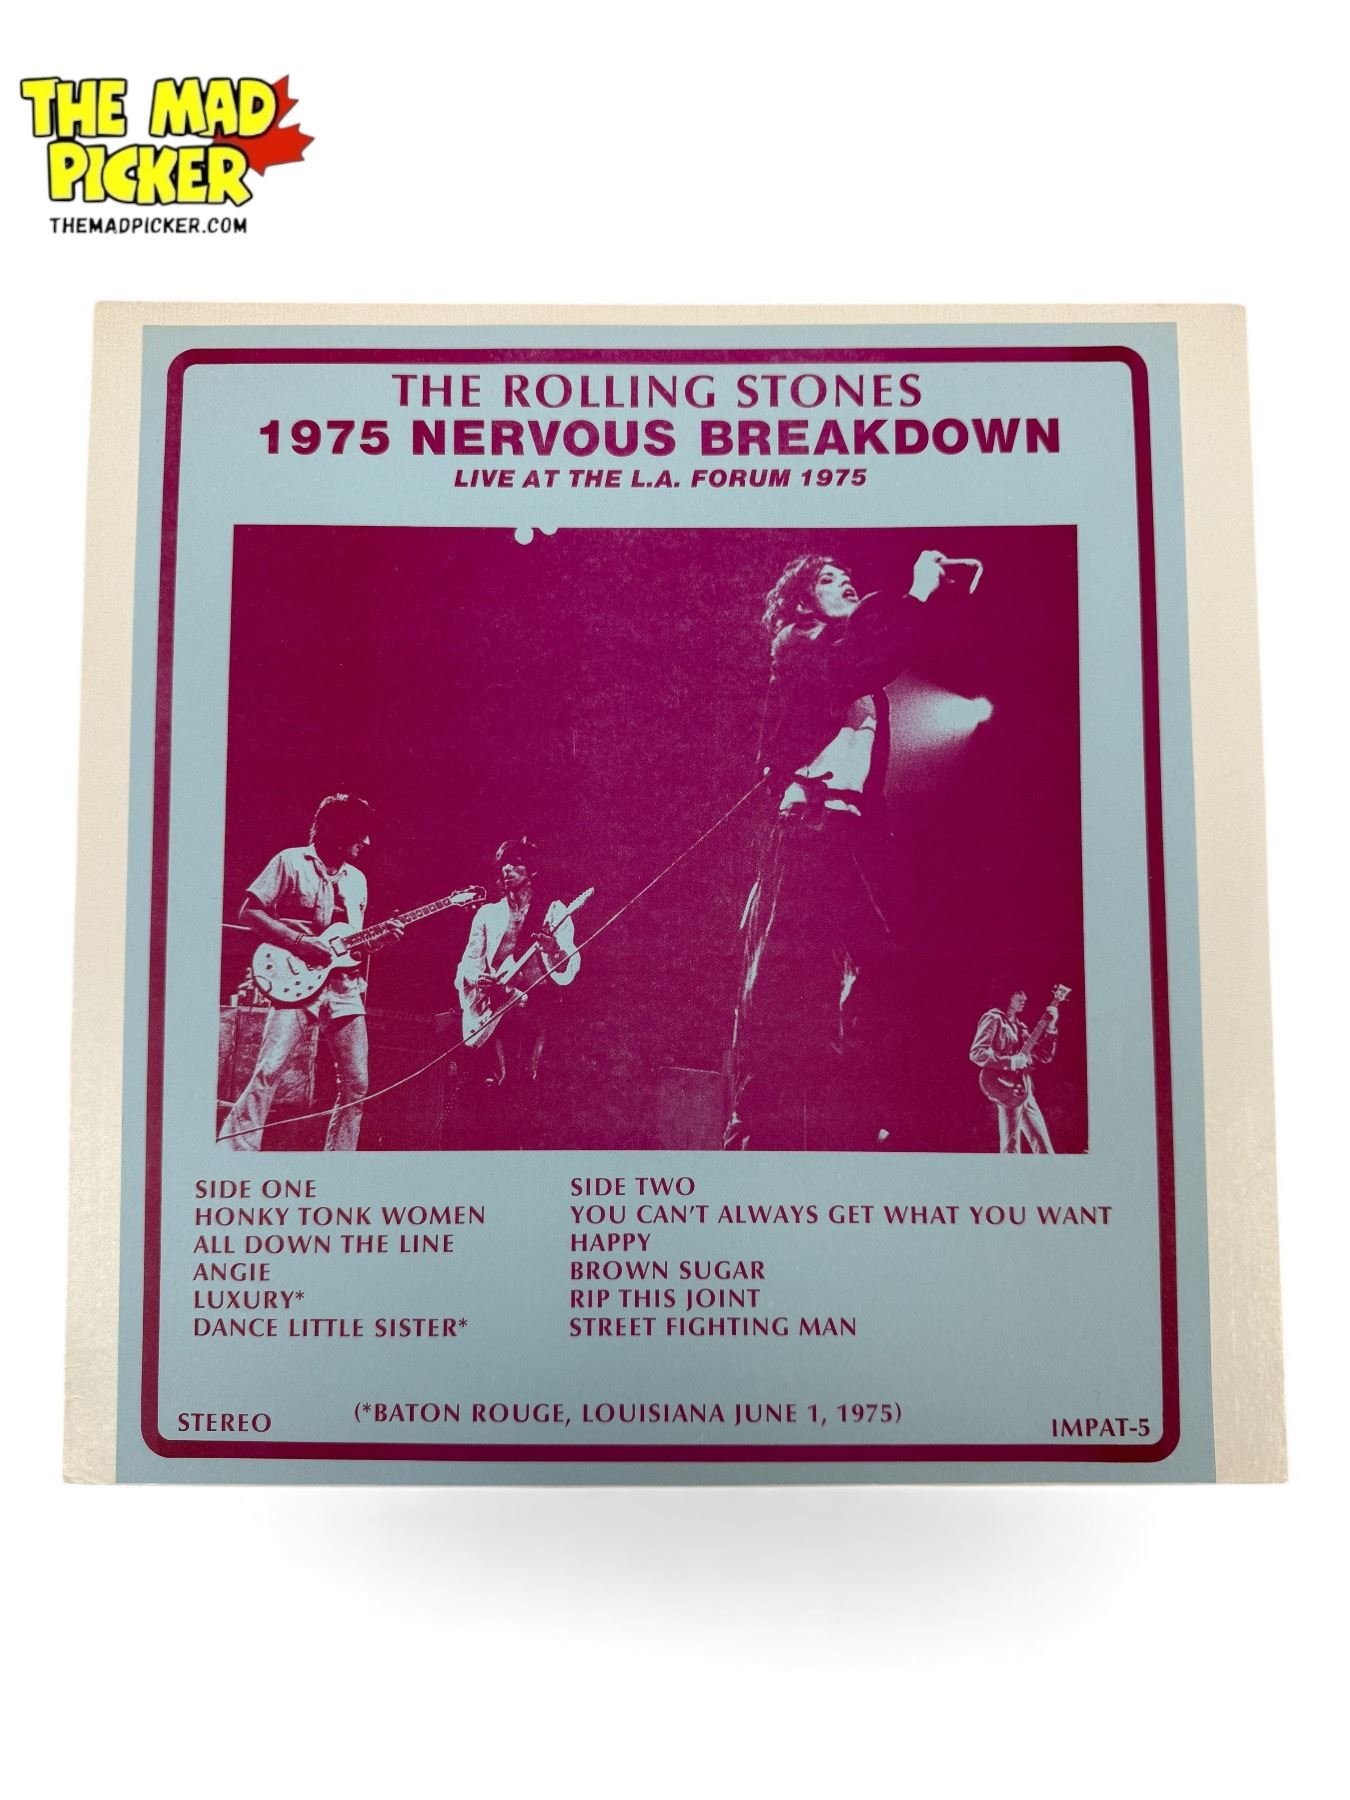 THE MAD
PICKER
THEMADPICKER.COM
THE ROLLING STONES
1975 NERVOUS BREAKDOWN
LIVE AT THE L.A. FORUM 1975
SIDE ONE
HONKY TONK WOMEN
ALL DOWN THE LINE
ANGIE
LUXURY*
DANCE LITTLE SISTER*
SIDE TWO
YOU CAN'T ALWAYS GET WHAT YOU WANT
HAPPY
BROWN SUGAR
RIP THIS JOINT
STREET FIGHTING MAN
STEREO
(*BATON ROUGE, LOUISIANA JUNE 1, 1975)
IMPAT-5